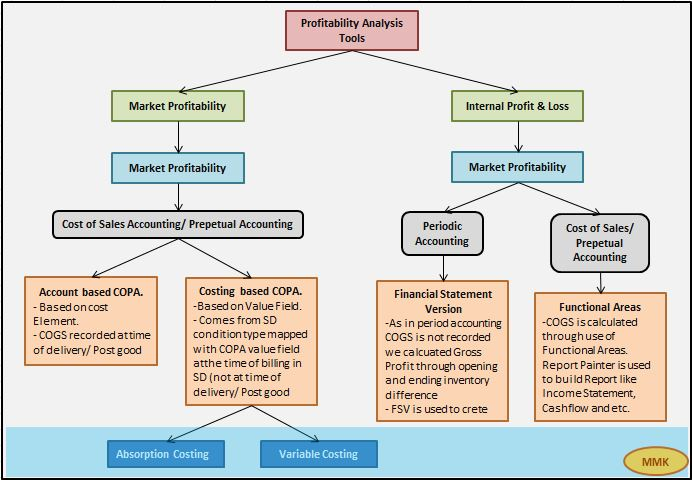 Profitability Analysis
Tools
Market Profitability
Internal Profit & Loss
Market Profitability
Market Profitability
Cost of Sales Accounting/ Prepetual Accounting
Periodic
Accounting
Cost of Sales/
Prepetual
Accounting
Account based COPA.
- Based on cost
Element.
- COGS recorded at time
of delivery/ Post good
Costing based COPA.
-Based on Value Field.
- Comes from SD
condition type mapped
with COPA value field
atthe time of billing in
SD (not at time of
delivery/ Post good
Financial Statement
Version
-As in period accounting
COGS is not recorded
we calcuated Gross
Profit through opening
and ending inventory
difference
- FSV is used to crete
Functional Areas
-COGS is calculated
through use of
Functional Areas.
Report Painter is used
to build Report like
Income Statement,
Cashflow and etc.
Absorption Costing
Variable Costing
MMK